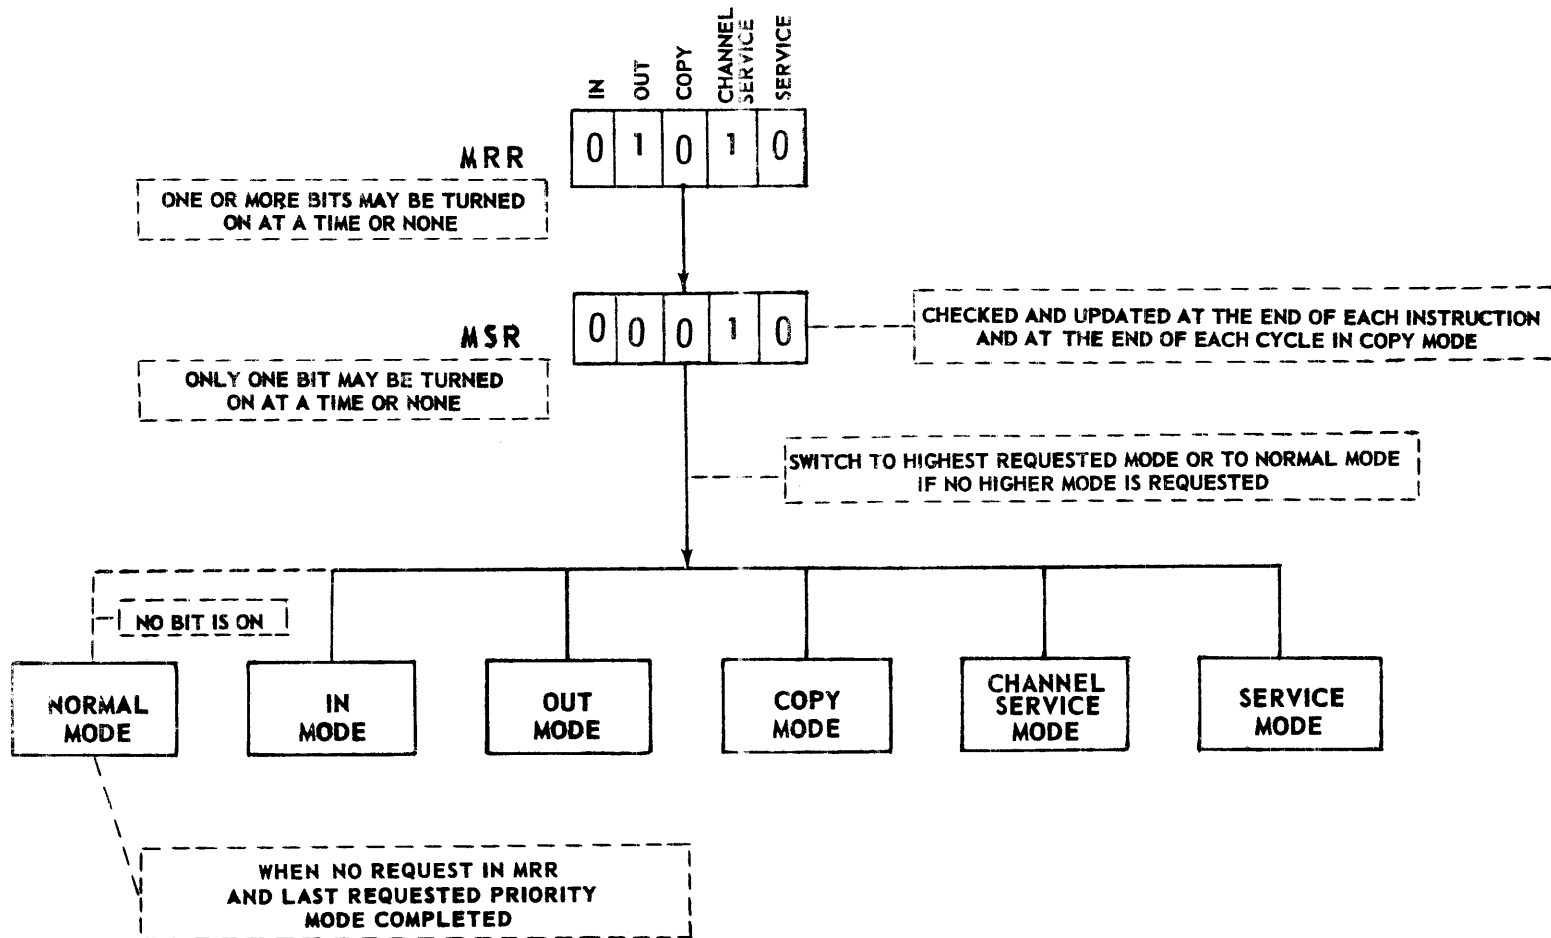 IN
OUT
COPY
CHANNEL
SERVICE
SERVICE
MRR
0 1 0 1 0
ONE OR MORE BITS MAY BE TURNED
ON AT A TIME OR NONE
MSR
0 0 0 1 0
ONLY ONE BIT MAY BE TURNED
ON AT A TIME OR NONE
CHECKED AND UPDATED AT THE END OF EACH INSTRUCTION
AND AT THE END OF EACH CYCLE IN COPY MODE
SWITCH TO HIGHEST REQUESTED MODE OR TO NORMAL MODE
IF NO HIGHER MODE IS REQUESTED
NO BIT IS ON
NORMAL
MODE
IN
MODE
OUT
MODE
COPY
MODE
CHANNEL
SERVICE
MODE
SERVICE
MODE
WHEN NO REQUEST IN MRR
AND LAST REQUESTED PRIORITY
MODE COMPLETED